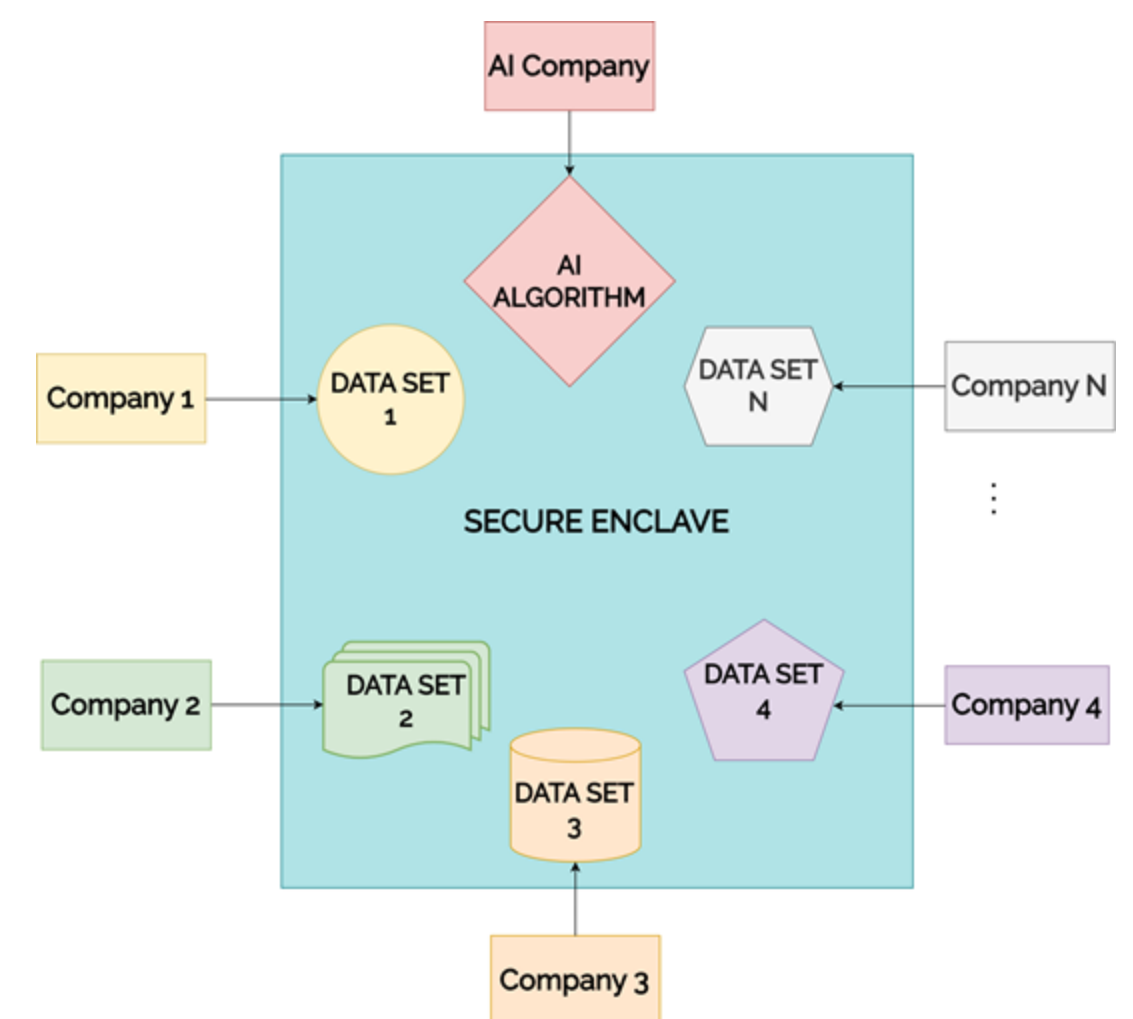 AI Company
AI
ALGORITHM
DATA SET
N
Company N
DATA SET
1
Company 1
⋮
SECURE ENCLAVE
DATA SET
2
Company 2
DATA SET
4
Company 4
DATA SET
3
Company 3